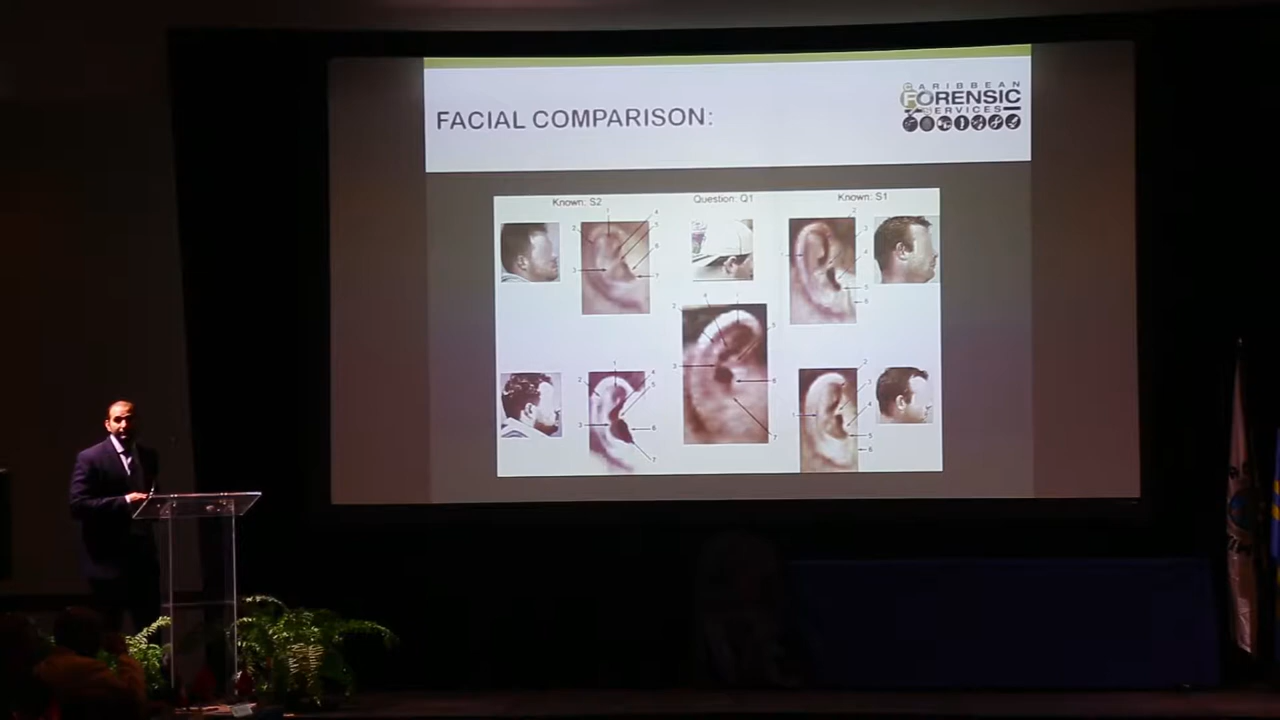 FACIAL COMPARISON:
CARIBBEAN
FORENSIC
SERVICES
Known: S2
Question: Q1
Known: S1